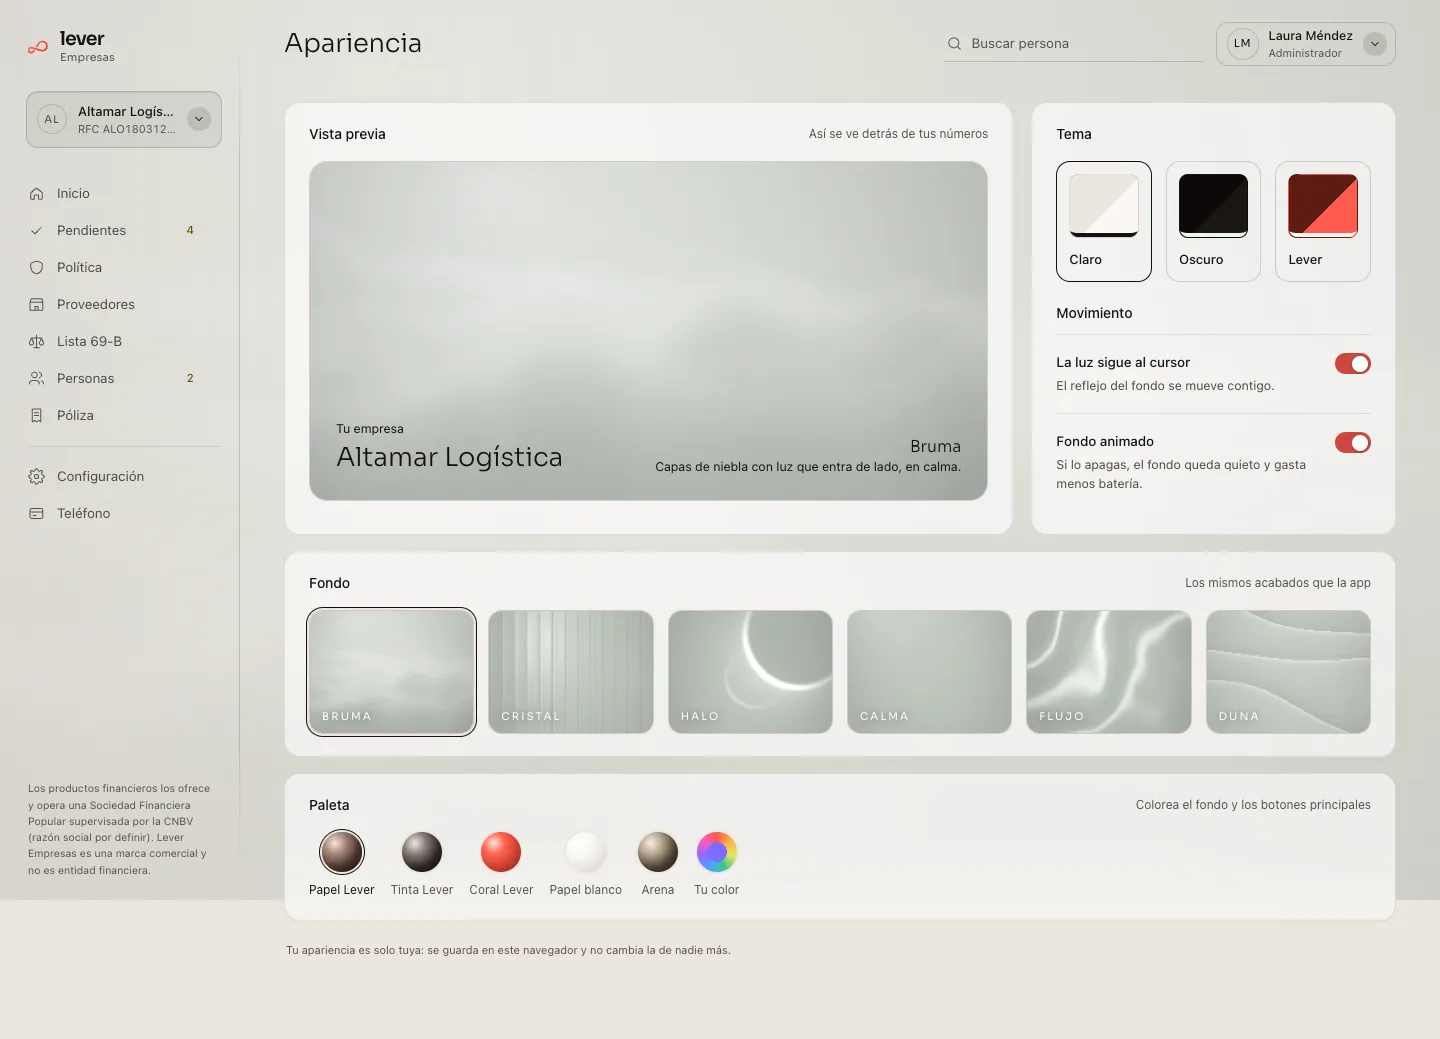 lever
Empresas
Apariencia
Buscar persona
LM
Laura Méndez
Administrador
AL
Altamar Logís...
RFC ALO180312...
Inicio
Pendientes 4
Política
Proveedores
Lista 69-B
Personas 2
Póliza
Configuración
Teléfono
Los productos financieros los ofrece
y opera una Sociedad Financiera
Popular supervisada por la CNBV
(razón social por definir). Lever
Empresas es una marca comercial y
no es entidad financiera.
Vista previa
Así se ve detrás de tus números
Tu empresa
Altamar Logística
Bruma
Capas de niebla con luz que entra de lado, en calma.
Tema
Claro
Oscuro
Lever
Movimiento
La luz sigue al cursor
El reflejo del fondo se mueve contigo.
Fondo animado
Si lo apagas, el fondo queda quieto y gasta
menos batería.
Fondo
Los mismos acabados que la app
BRUMA
CRISTAL
HALO
CALMA
FLUJO
DUNA
Paleta
Colorea el fondo y los botones principales
Papel Lever
Tinta Lever
Coral Lever
Papel blanco
Arena
Tu color
Tu apariencia es solo tuya: se guarda en este navegador y no cambia la de nadie más.